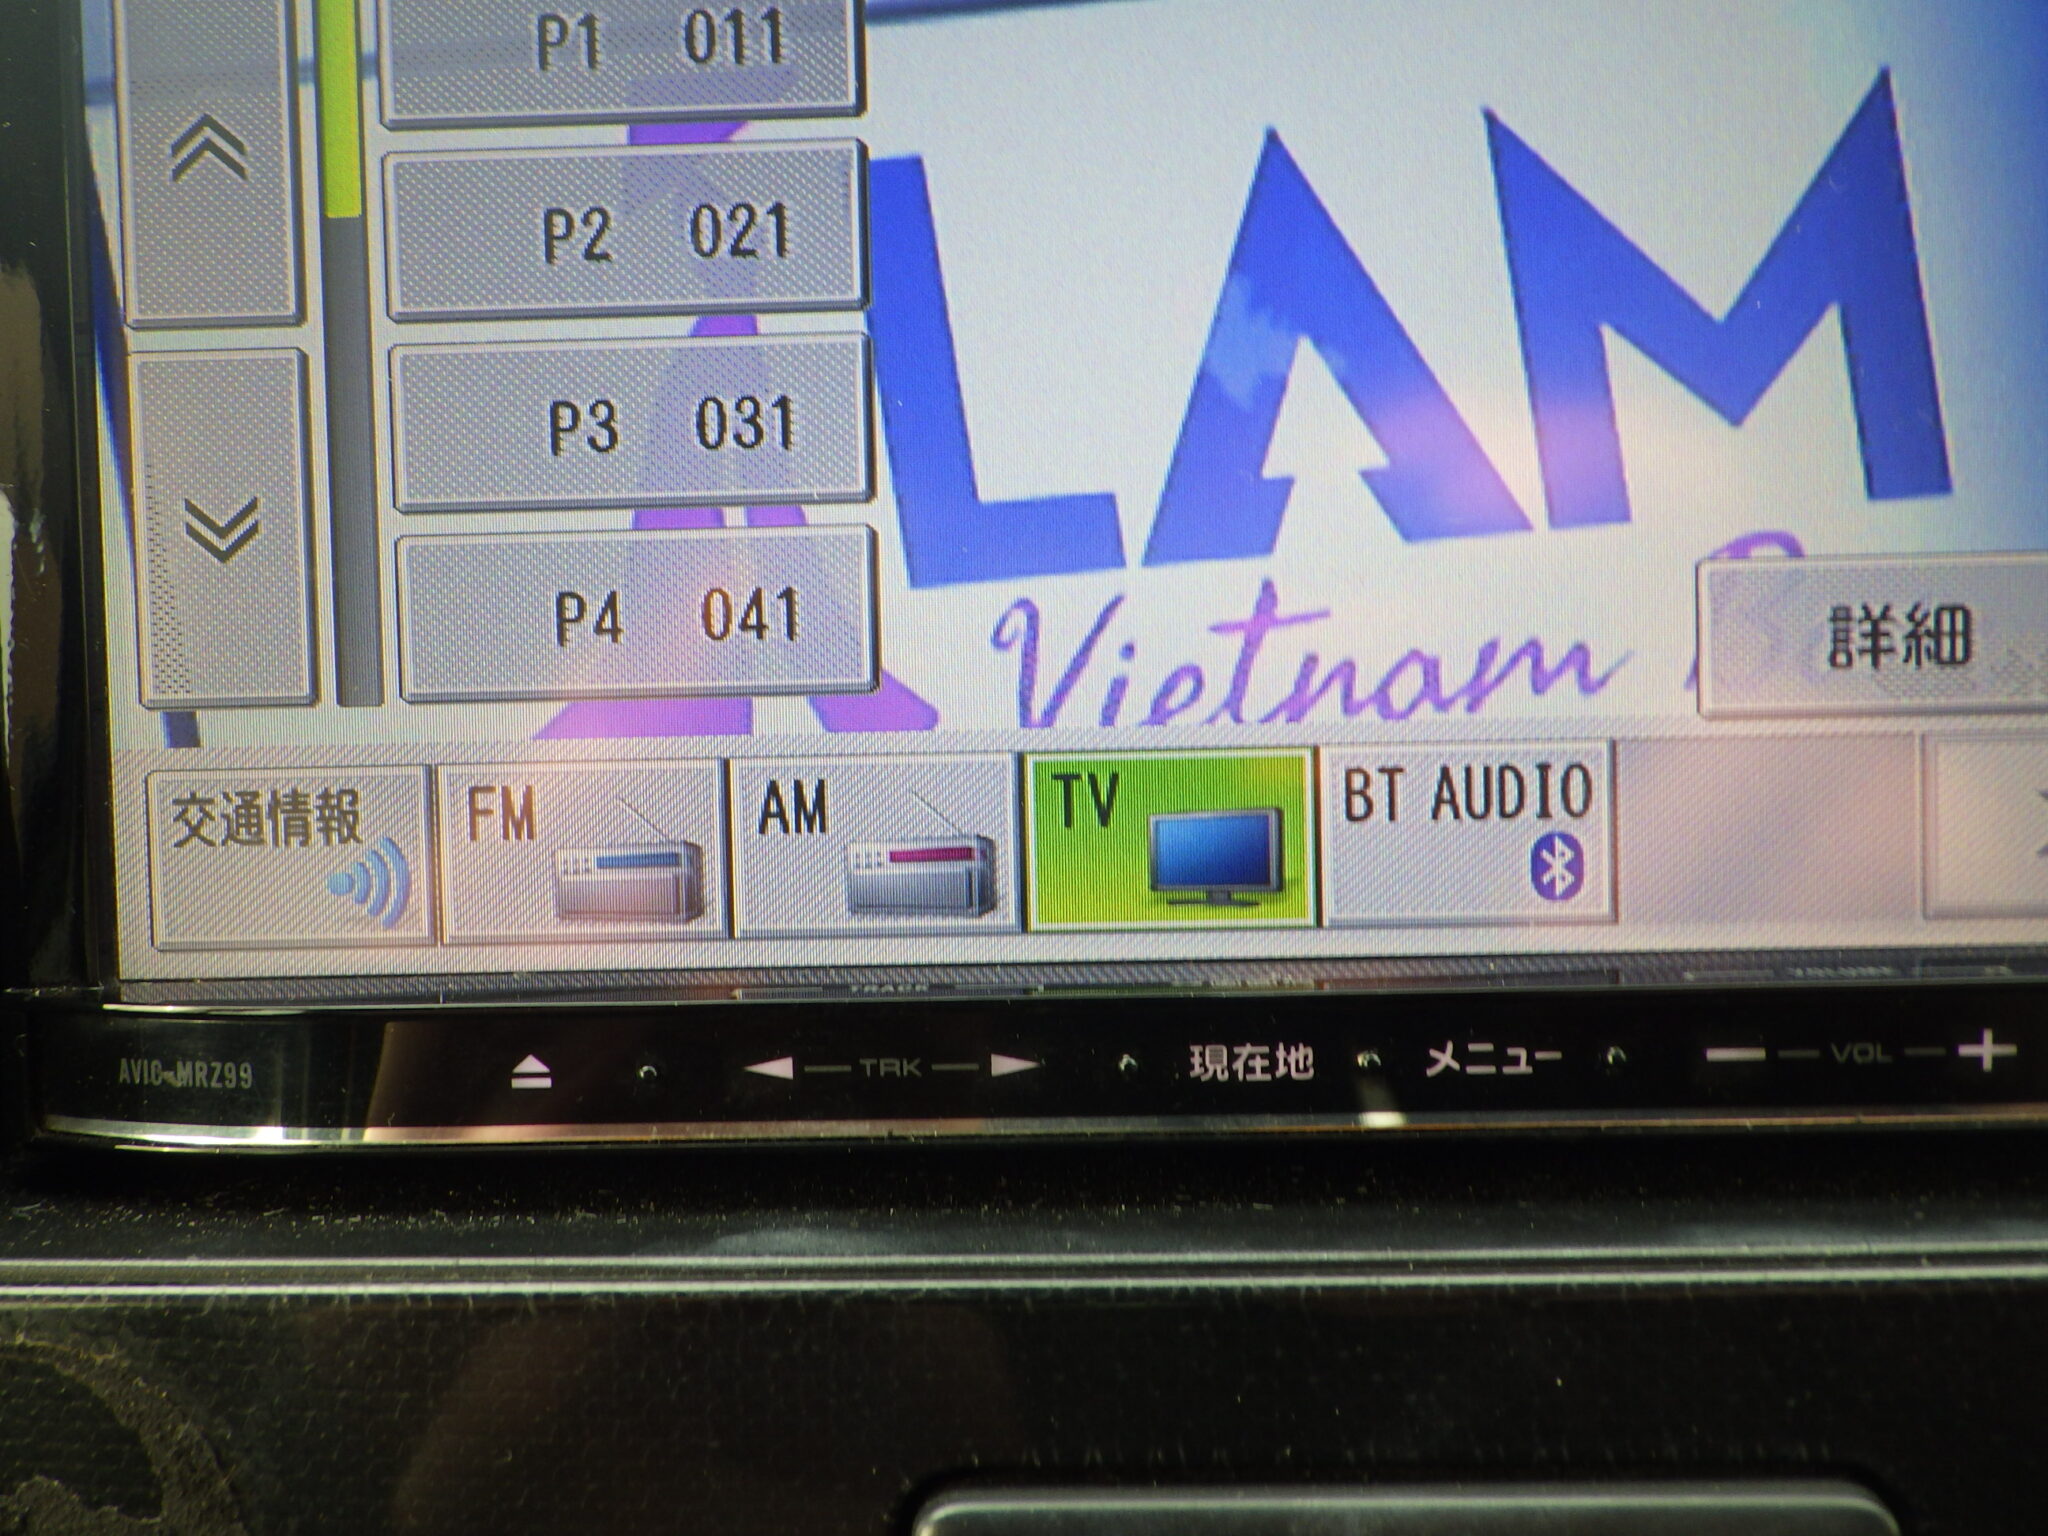 P1 011
P2 021
P3 031
P4 041
LAM
Vietnam
詳細
交通情報
FM
AM
TV
BT AUDIO
AVIC-MRZ99
TRK
現在地
メニュー
VOL